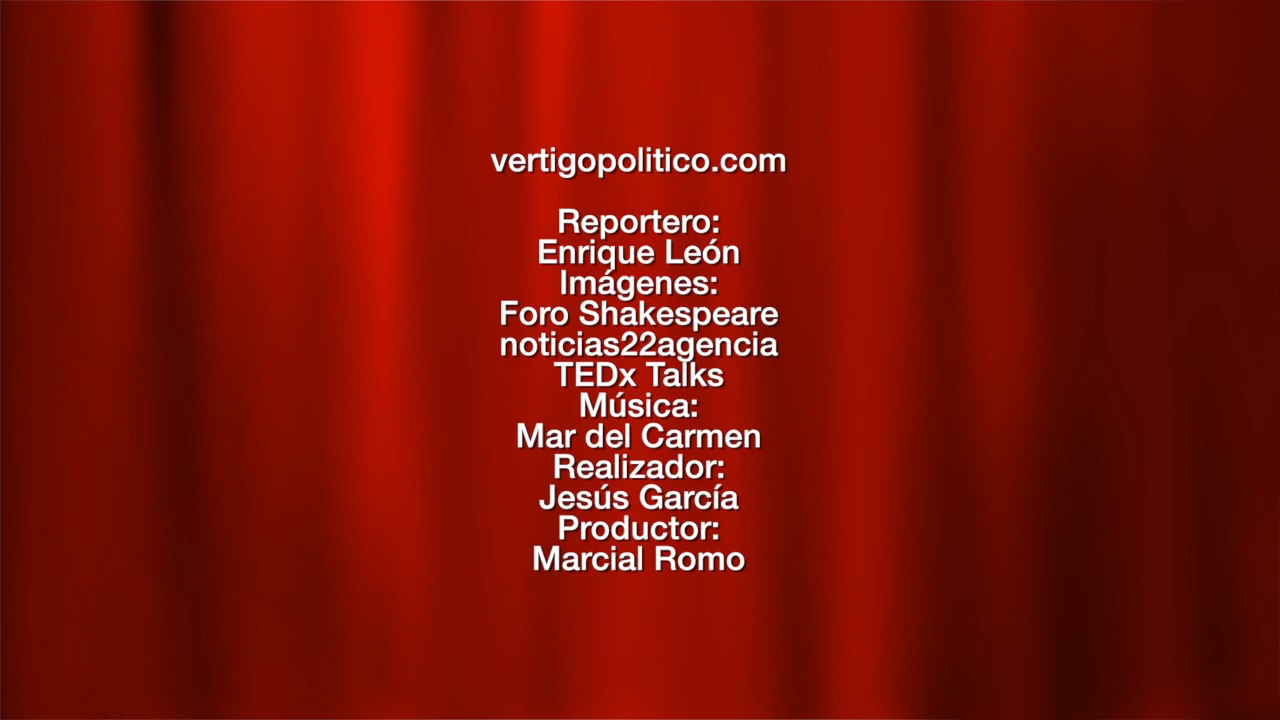 vertigopolitico.com
Reportero:
Enrique León
Imágenes:
Foro Shakespeare
noticias22agencia
TEDx Talks
Música:
Mar del Carmen
Realizador:
Jesús García
Productor:
Marcial Romo